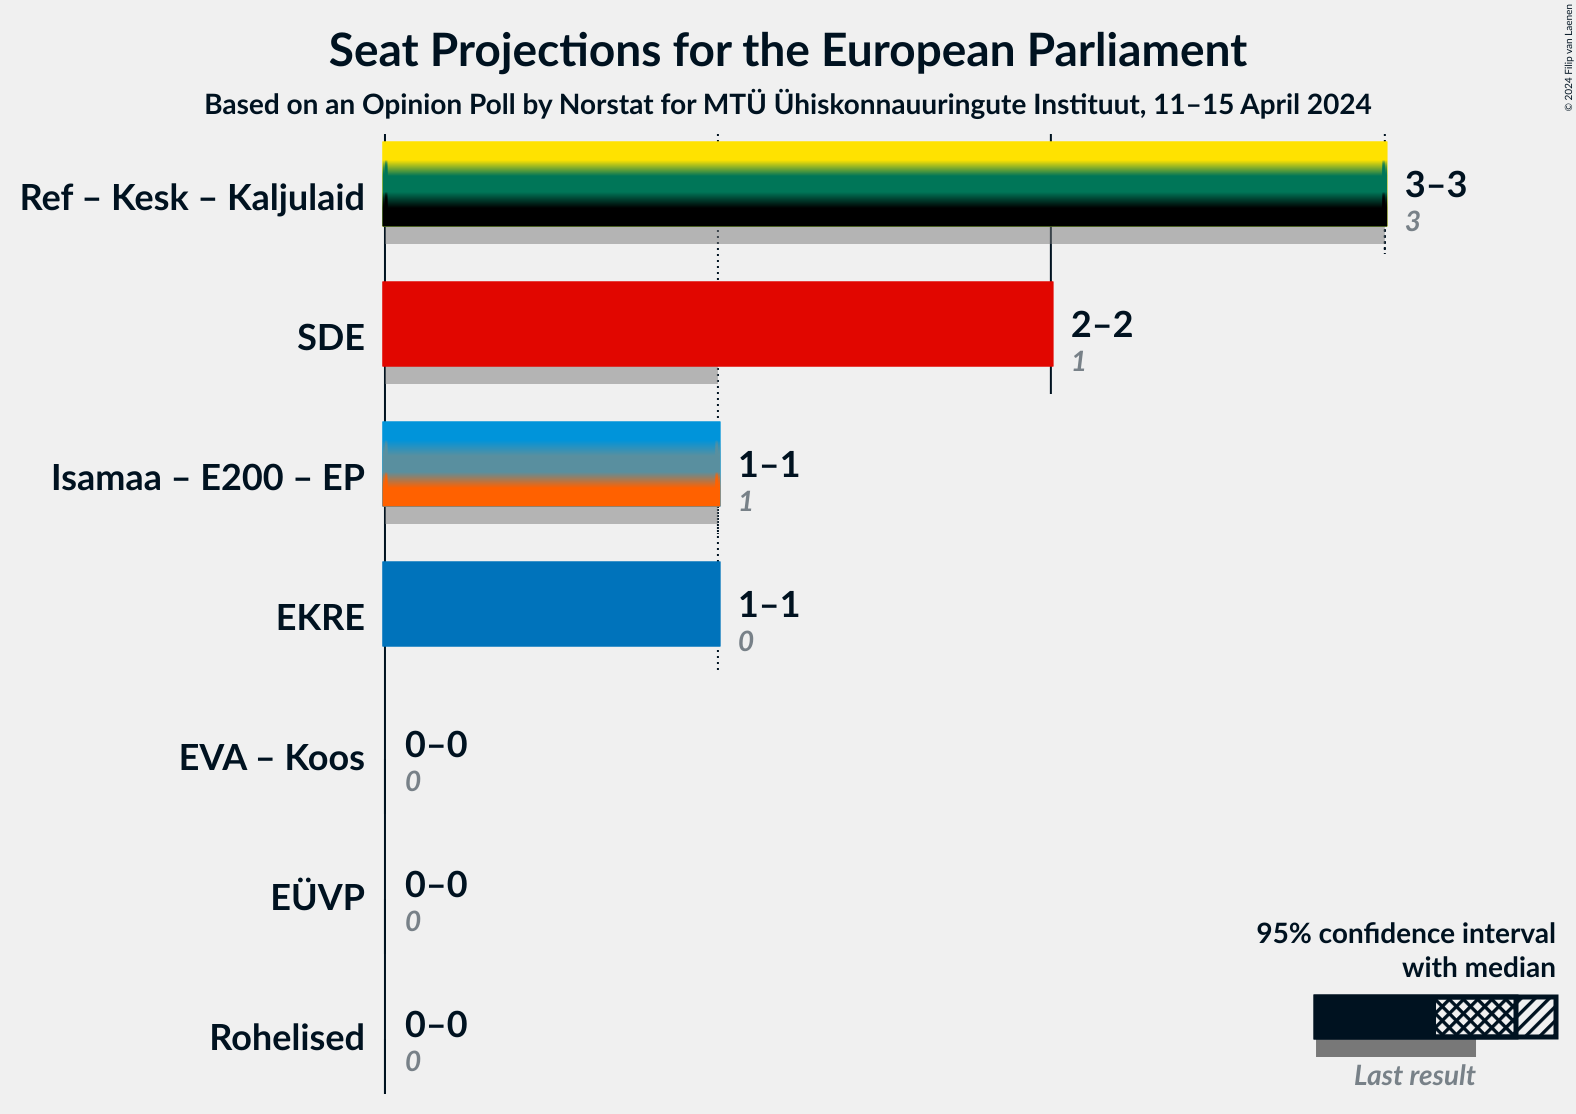 Seat Projections for the European Parliament
Based on an Opinion Poll by Norstat for MTÜ Ühiskonnauuringute Instituut, 11–15 April 2024
© 2024 Filip van Laenen
Ref – Kesk – Kaljulaid
3–3
3
SDE
2–2
1
Isamaa – E200 – EP
1–1
1
EKRE
1–1
0
EVA – Koos
0–0
0
EÜVP
0–0
0
Rohelised
0–0
0
95% confidence interval
with median
Last result